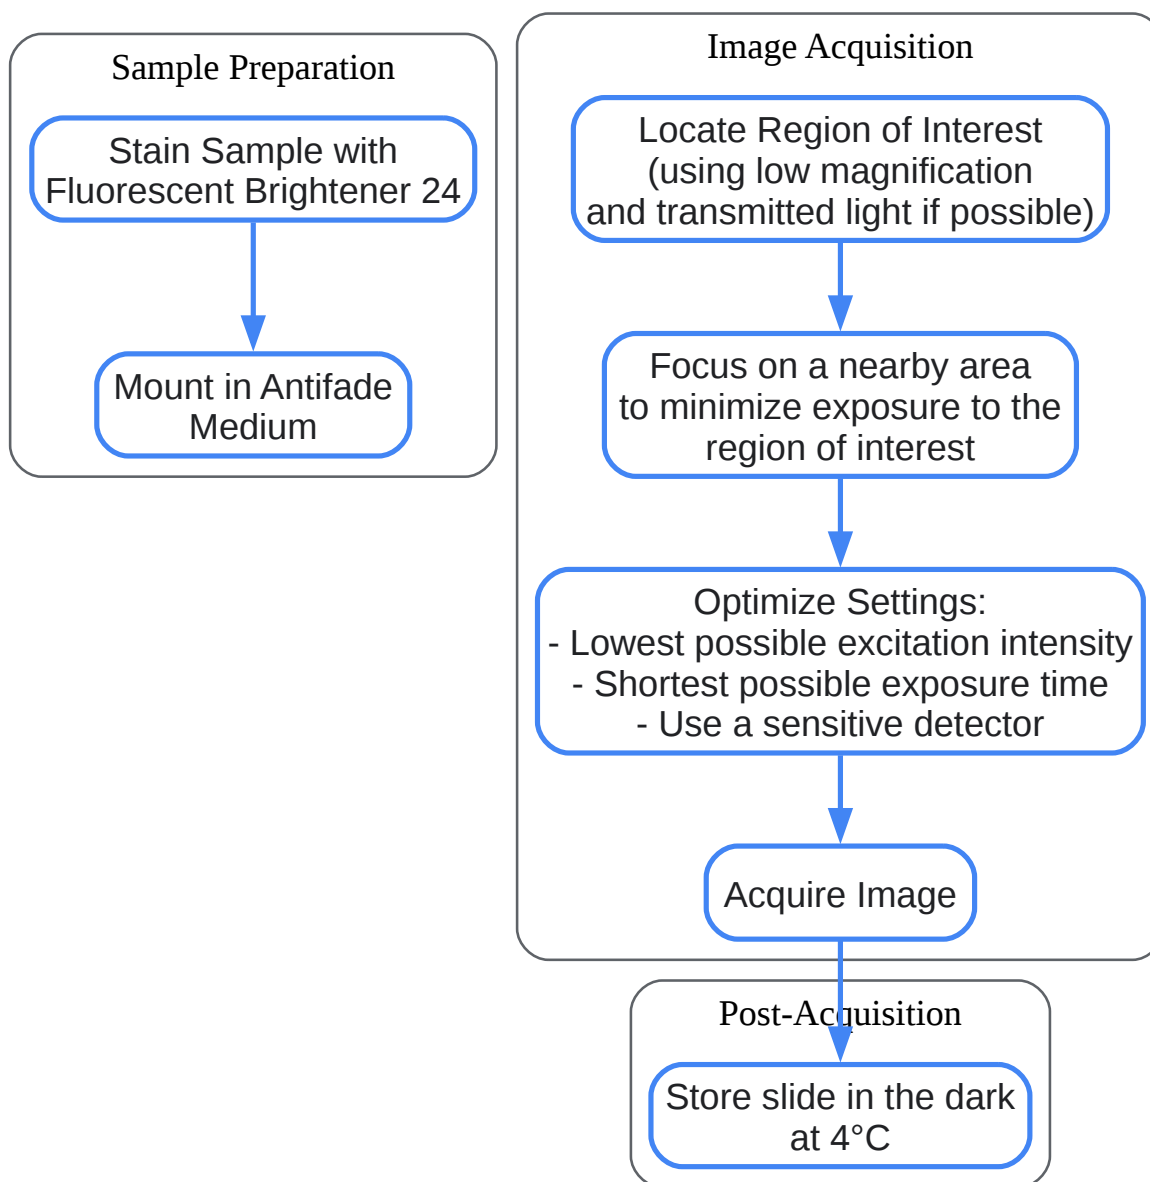 Sample Preparation
Stain Sample with
Fluorescent Brightener 24
Mount in Antifade
Medium
Image Acquisition
Locate Region of Interest
(using low magnification
and transmitted light if possible)
Focus on a nearby area
to minimize exposure to the
region of interest
Optimize Settings:
- Lowest possible excitation intensity
- Shortest possible exposure time
- Use a sensitive detector
Acquire Image
Post-Acquisition
Store slide in the dark
at 4°C